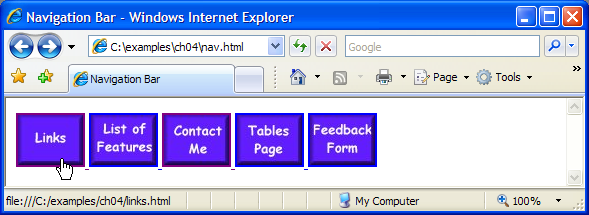 Navigation Bar - Windows Internet Explorer
C:\examples\ch04\nav.html
Google
Navigation Bar
Page
Tools
Links
List of
Features
Contact
Me
Tables
Page
Feedback
Form
file:///C:/examples/ch04/links.html
My Computer
100%